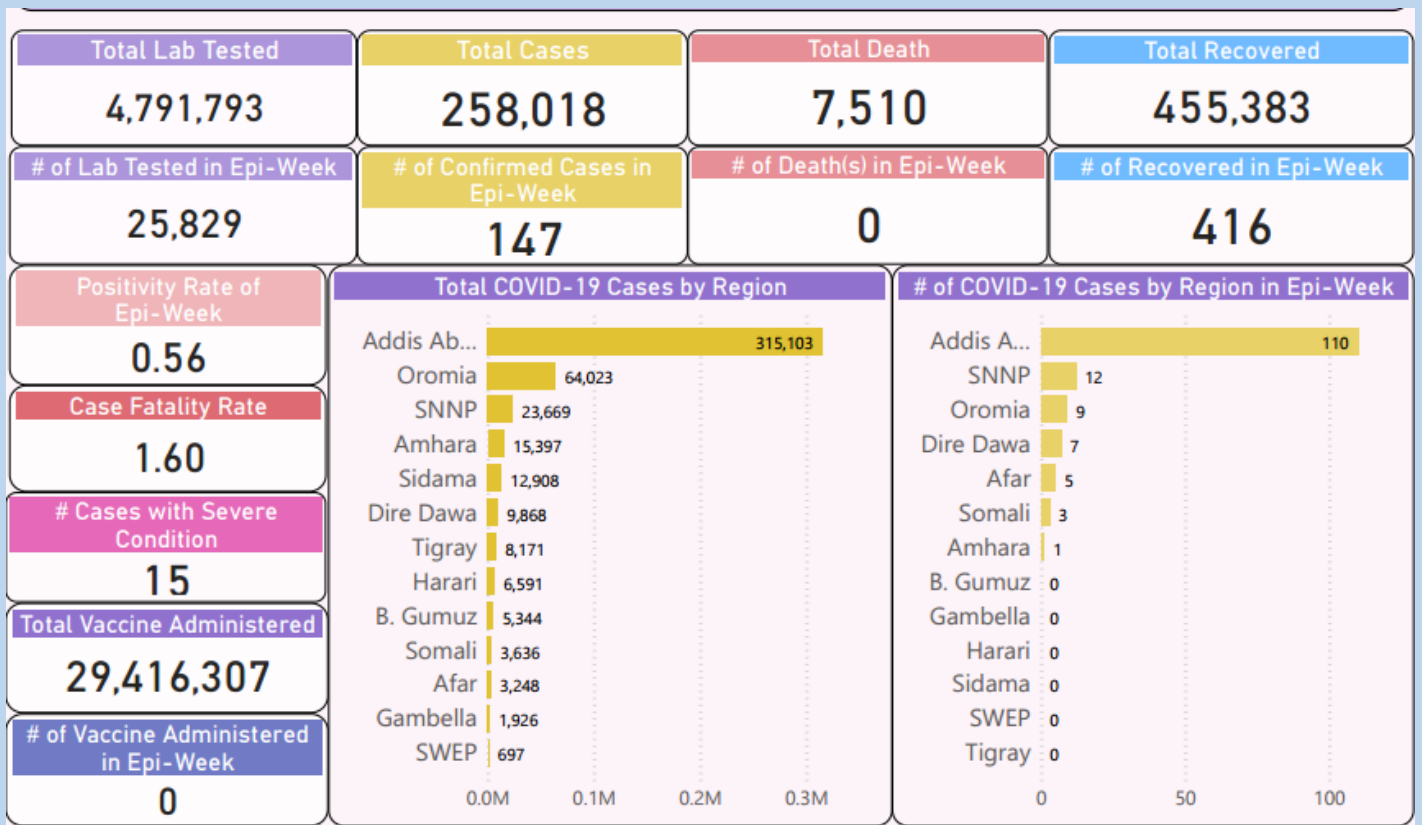 Total Lab Tested
4,791,793
Total Cases
258,018
Total Death
7,510
Total Recovered
455,383
# of Lab Tested in Epi-Week
25,829
# of Confirmed Cases in
Epi-Week
147
# of Death(s) in Epi-Week
0
# of Recovered in Epi-Week
416
Positivity Rate of
Epi-Week
0.56
Case Fatality Rate
1.60
# Cases with Severe
Condition
15
Total Vaccine Administered
29,416,307
# of Vaccine Administered
in Epi-Week
0
Total COVID-19 Cases by Region
Addis Ab... 315,103
Oromia 64,023
SNNP 23,669
Amhara 15,397
Sidama 12,908
Dire Dawa 9,868
Tigray 8,171
Harari 6,591
B. Gumuz 5,344
Somali 3,636
Afar 3,248
Gambella 1,926
SWEP 697
0.0M 0.1M 0.2M 0.3M
# of COVID-19 Cases by Region in Epi-Week
Addis A... 110
SNNP 12
Oromia 9
Dire Dawa 7
Afar 5
Somali 3
Amhara 1
B. Gumuz 0
Gambella 0
Harari 0
Sidama 0
SWEP 0
Tigray 0
0 50 100